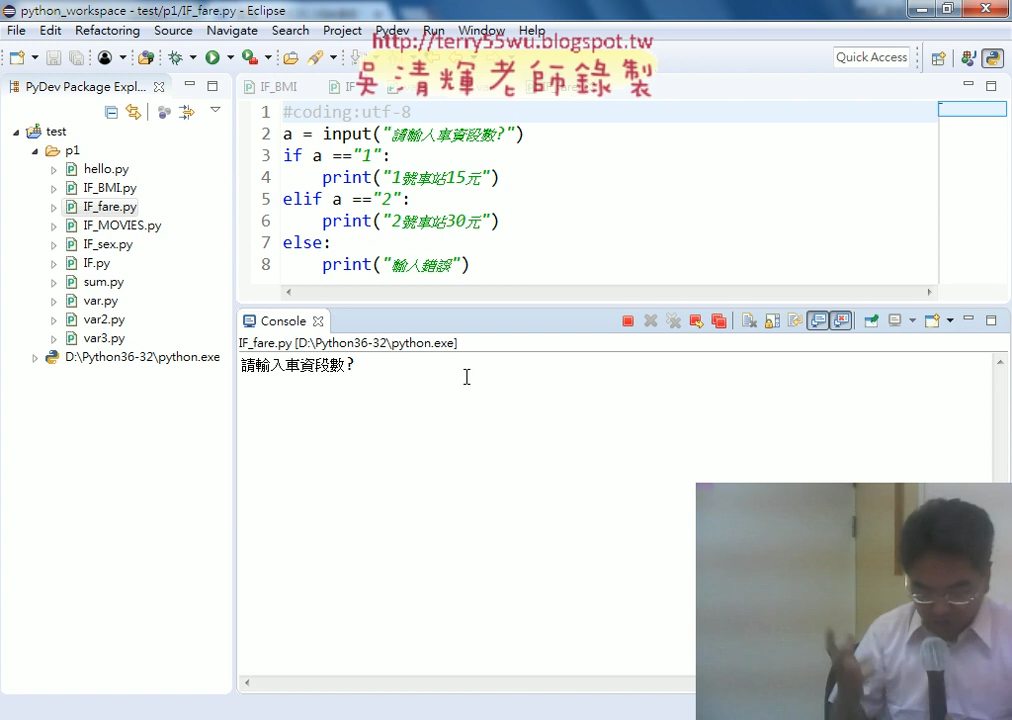 python_workspace - test/p1/IF_fare.py - Eclipse
File Edit Refactoring Source Navigate Search Project Pydev Run Window Help
http://terry55wu.blogspot.tw
吳清輝老師錄製
Quick Access
PyDev Package Expl...
IF_BMI
test
p1
hello.py
IF_BMI.py
IF_fare.py
IF_MOVIES.py
IF_sex.py
IF.py
sum.py
var.py
var2.py
var3.py
D:\Python36-32\python.exe
1 #coding:utf-8
2 a = input("請輸入車資段數?")
3 if a =="1":
4 print("1號車站15元")
5 elif a =="2":
6 print("2號車站30元")
7 else:
8 print("輸入錯誤")
Console
IF_fare.py [D:\Python36-32\python.exe]
請輸入車資段數?